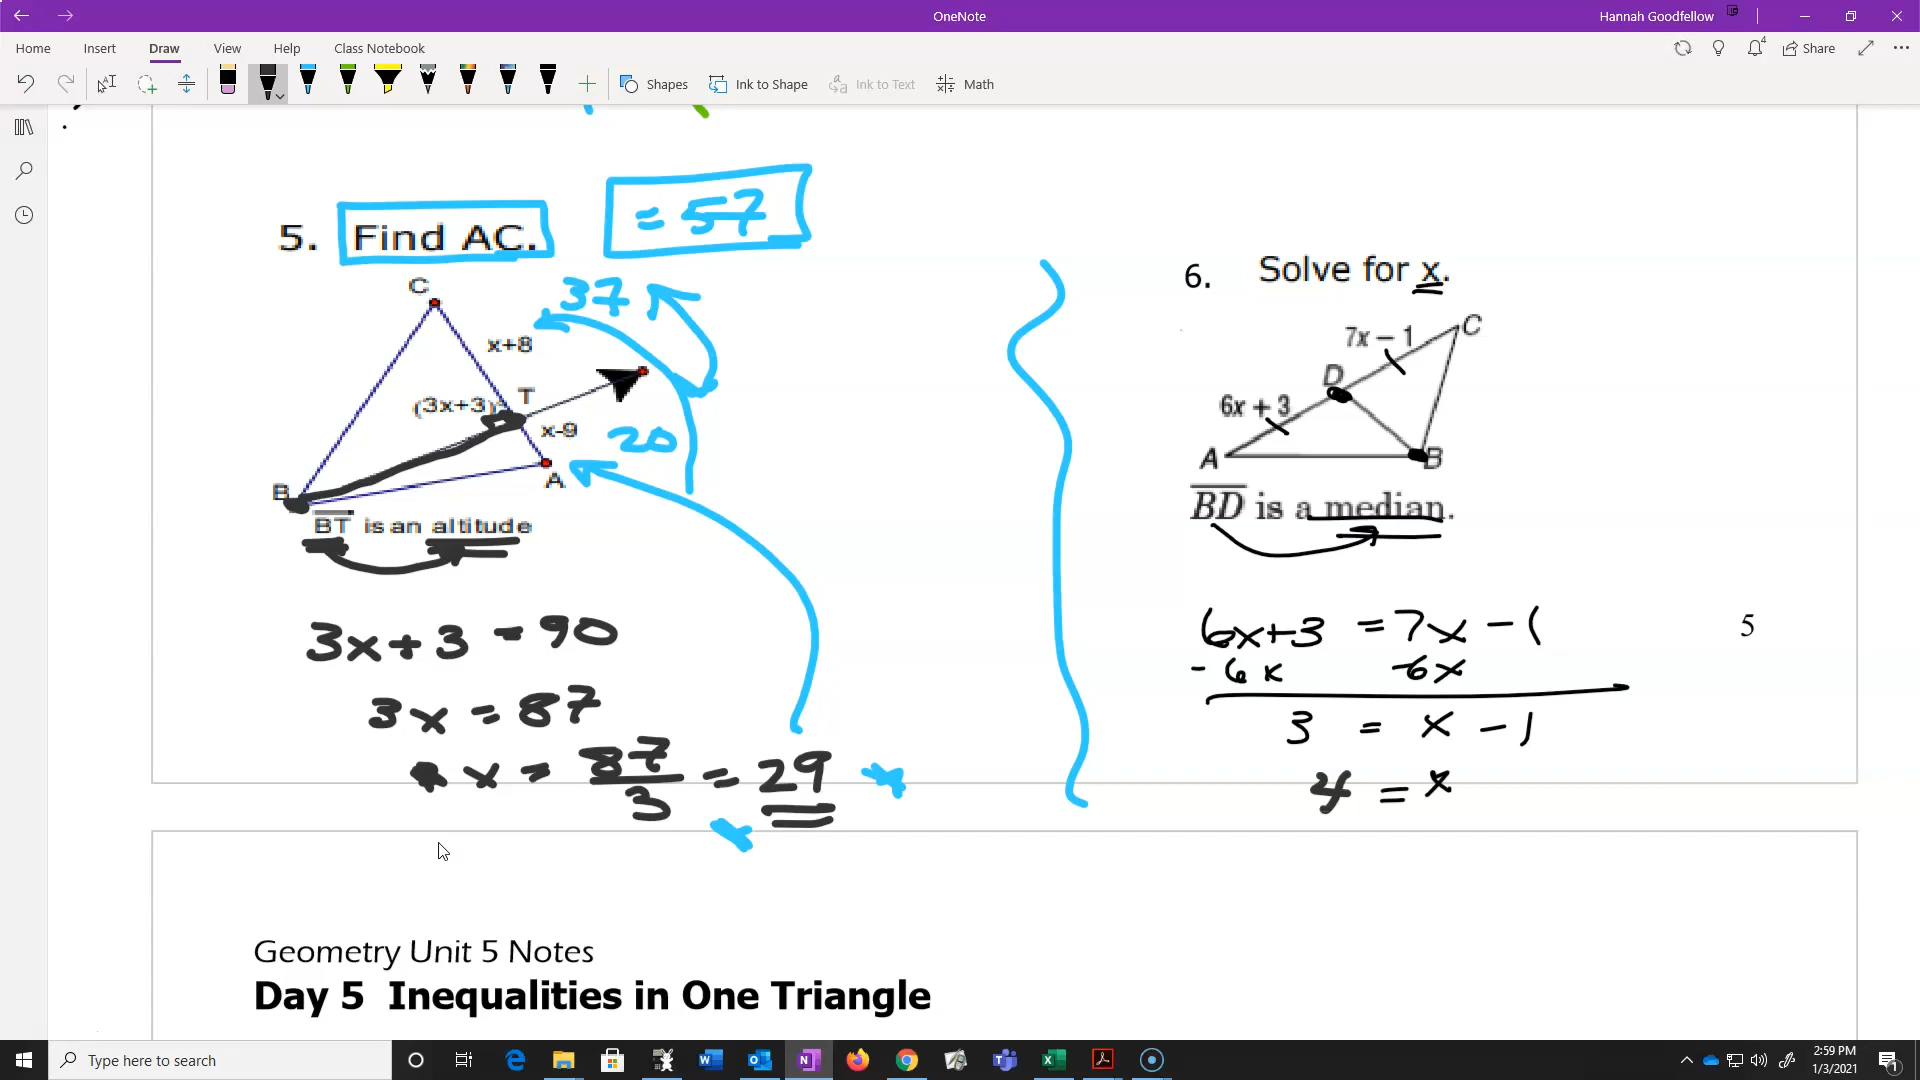 OneNote
Hannah Goodfellow
Home Insert Draw View Help Class Notebook
Share
Shapes Ink to Shape Ink to Text Math
5. Find AC. = 57
C
37
x+8
(3x+3)° T
x-9
20
A
B
BT is an altitude
3x+3 = 90
3x = 87
x = 87/3 = 29
6. Solve for x.
7x − 1 C
D
6x + 3
A B
BD is a median.
6x+3 = 7x - 1
- 6x -6x
3 = x - 1
4 = x
5
Geometry Unit 5 Notes
Day 5 Inequalities in One Triangle
Type here to search
2:59 PM
1/3/2021